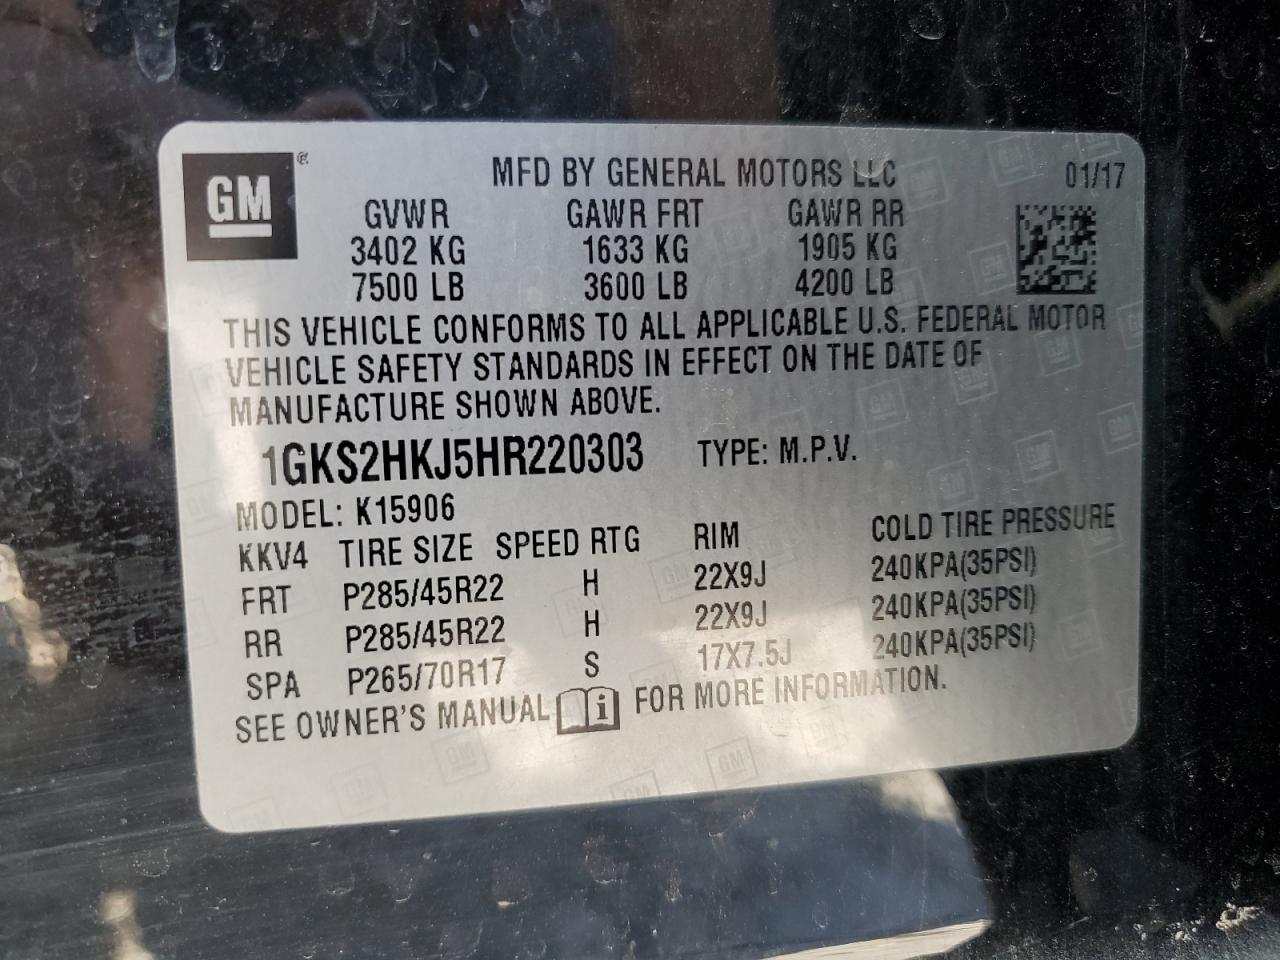 GM
MFD BY GENERAL MOTORS LLC 01/17
GVWR GAWR FRT GAWR RR
3402 KG 1633 KG 1905 KG
7500 LB 3600 LB 4200 LB
THIS VEHICLE CONFORMS TO ALL APPLICABLE U.S. FEDERAL MOTOR
VEHICLE SAFETY STANDARDS IN EFFECT ON THE DATE OF
MANUFACTURE SHOWN ABOVE.
1GKS2HKJ5HR220303 TYPE: M.P.V.
MODEL: K15906
KKV4 TIRE SIZE SPEED RTG RIM COLD TIRE PRESSURE
FRT P285/45R22 H 22X9J 240KPA(35PSI)
RR P285/45R22 H 22X9J 240KPA(35PSI)
SPA P265/70R17 S 17X7.5J 240KPA(35PSI)
SEE OWNER'S MANUAL i FOR MORE INFORMATION.